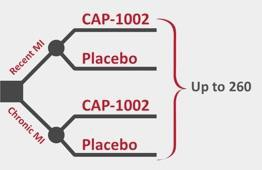 CAP-1002
Recent MI
Placebo
Up to 260
CAP-1002
Chronic MI
Placebo